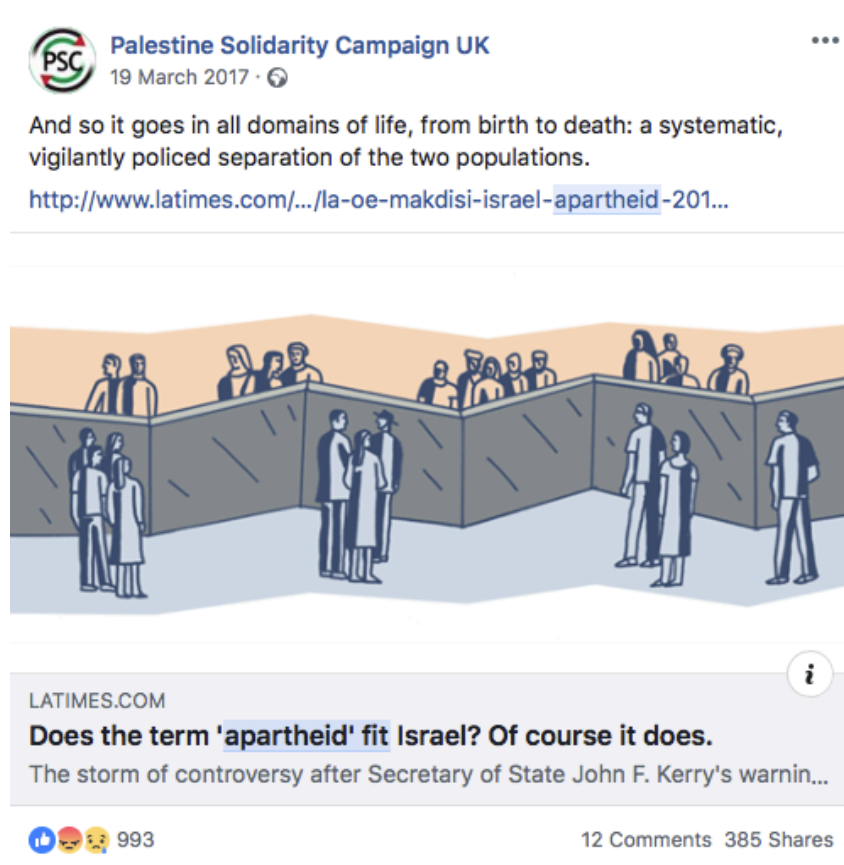 PSC
Palestine Solidarity Campaign UK
19 March 2017 ·
And so it goes in all domains of life, from birth to death: a systematic,
vigilantly policed separation of the two populations.
http://www.latimes.com/.../la-oe-makdisi-israel-apartheid-201...
i
LATIMES.COM
Does the term 'apartheid' fit Israel? Of course it does.
The storm of controversy after Secretary of State John F. Kerry's warnin...
993
12 Comments 385 Shares